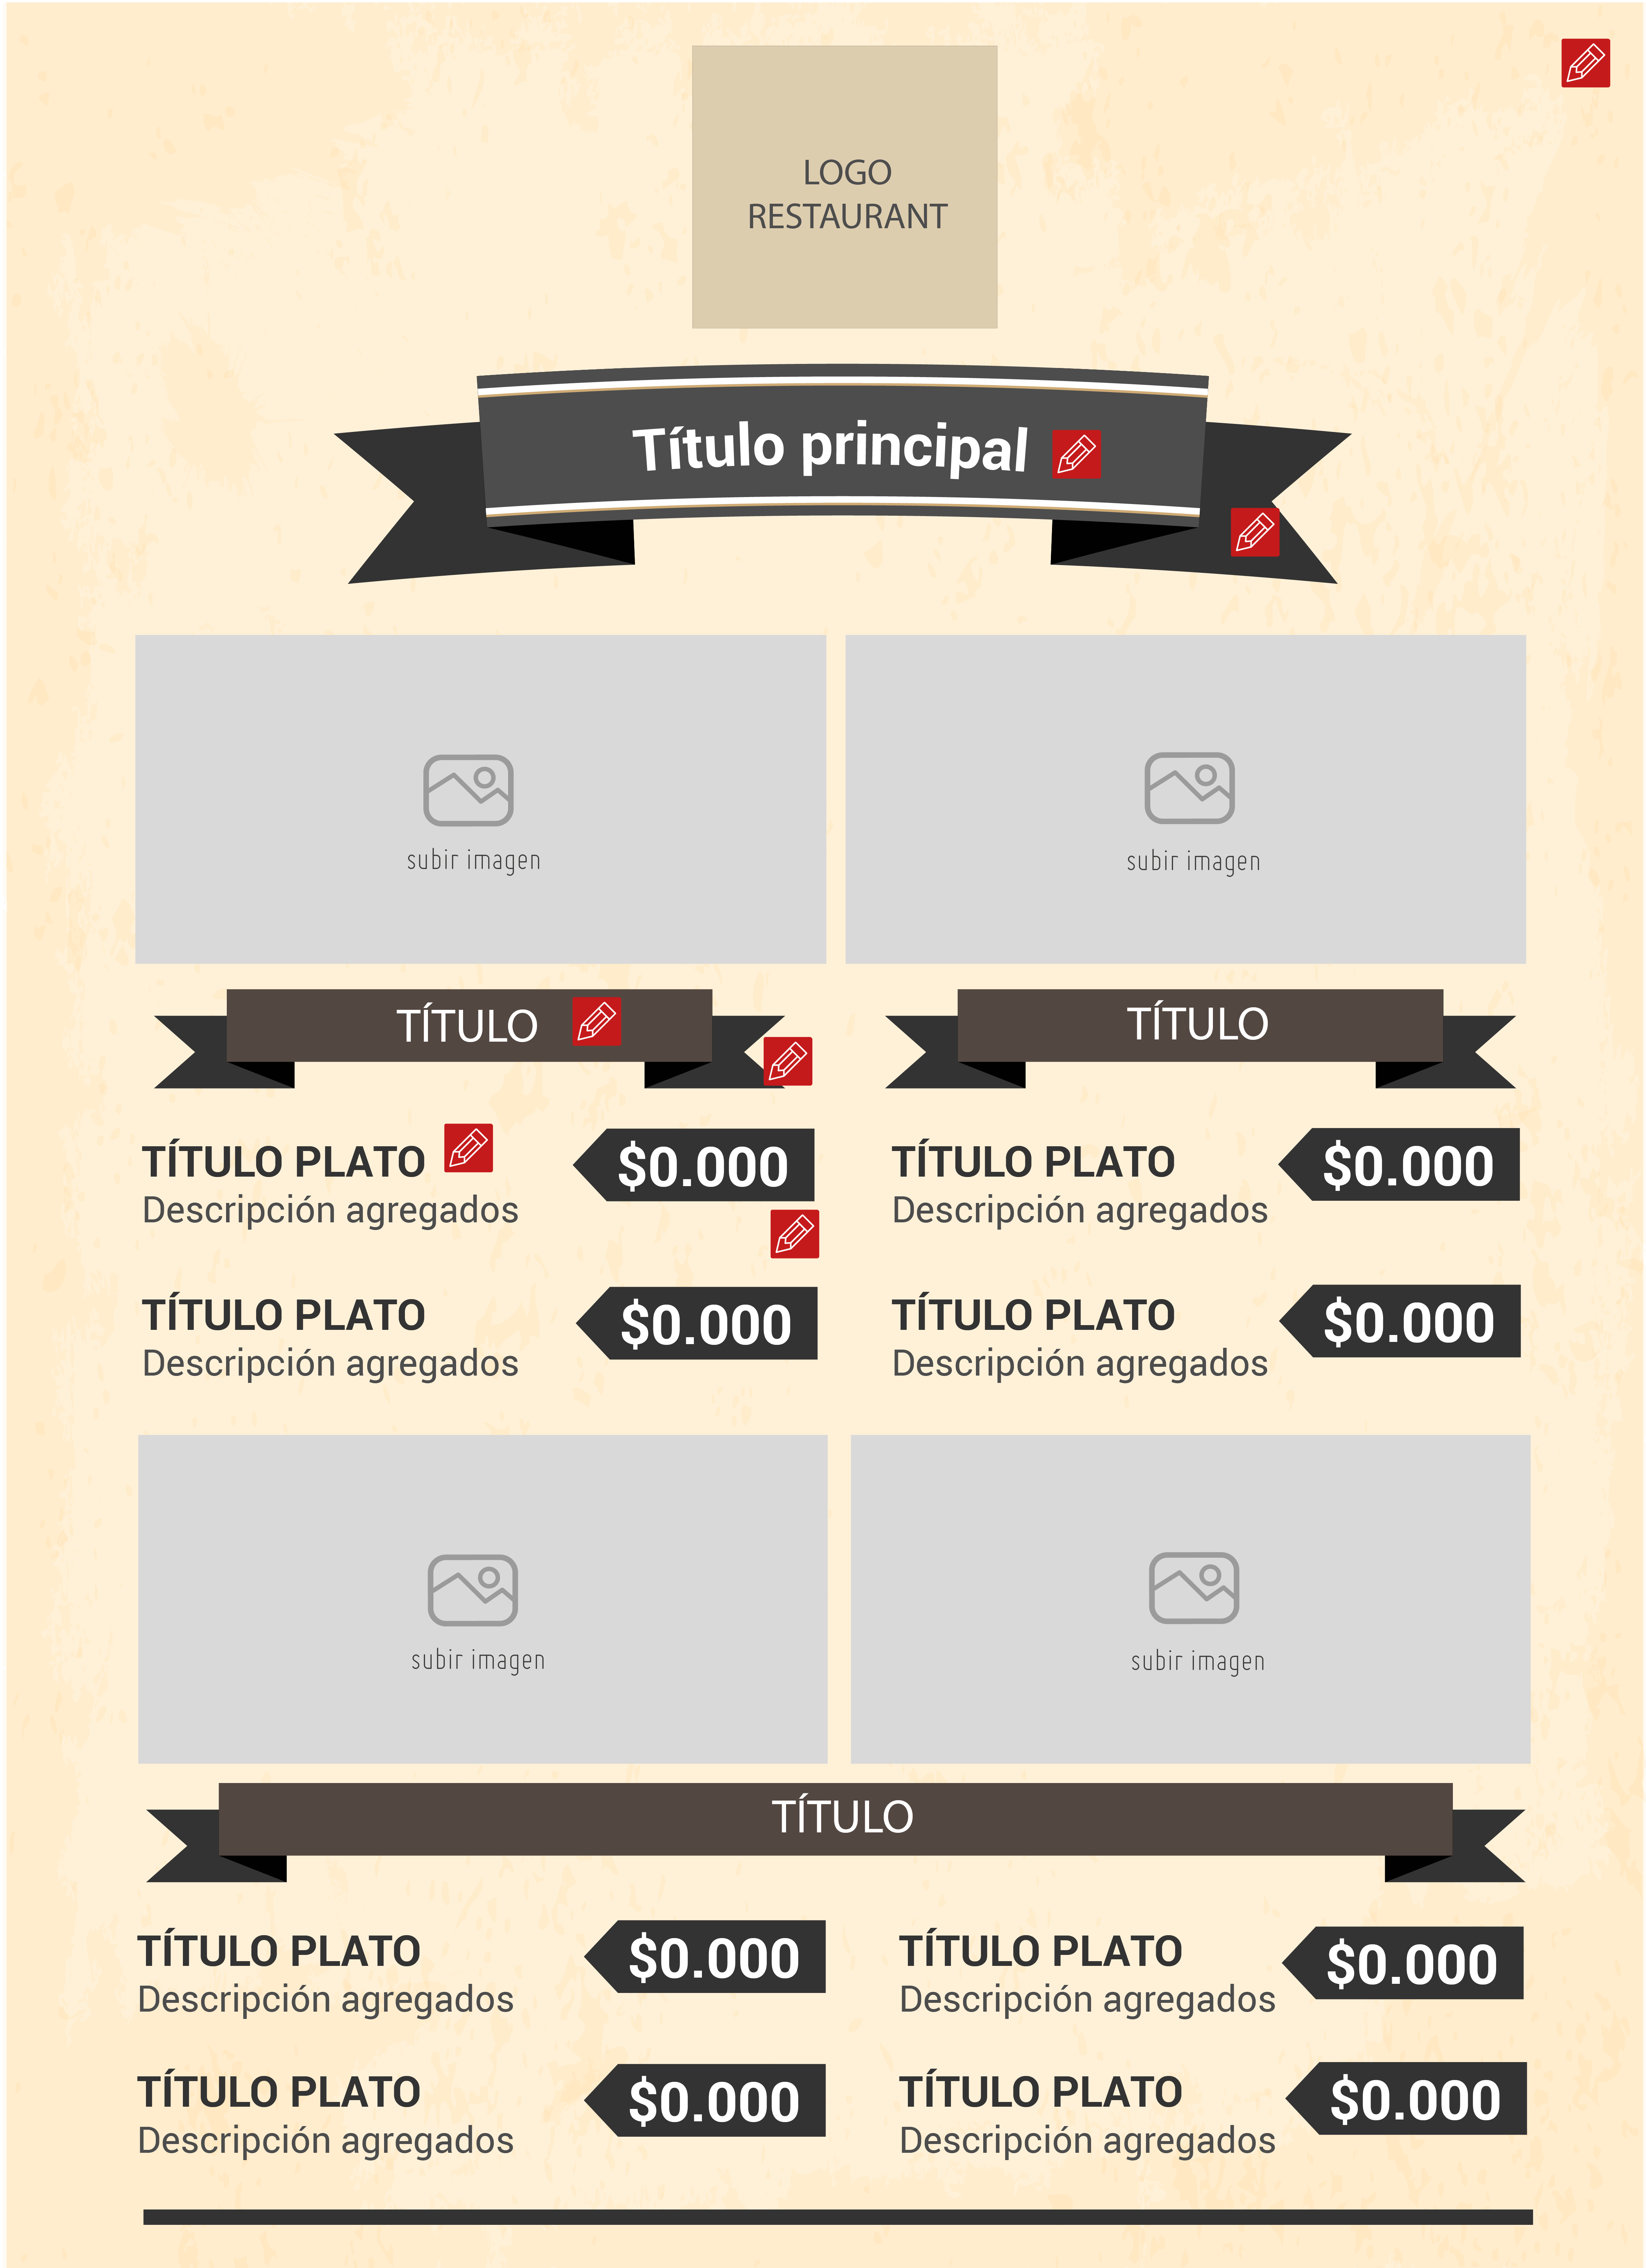 LOGO
RESTAURANT
Título principal
subir imagen
subir imagen
TÍTULO
TÍTULO
TÍTULO PLATO
$0.000
Descripción agregados
TÍTULO PLATO
$0.000
Descripción agregados
TÍTULO PLATO
$0.000
Descripción agregados
TÍTULO PLATO
$0.000
Descripción agregados
subir imagen
subir imagen
TÍTULO
TÍTULO PLATO
$0.000
Descripción agregados
TÍTULO PLATO
$0.000
Descripción agregados
TÍTULO PLATO
$0.000
Descripción agregados
TÍTULO PLATO
$0.000
Descripción agregados